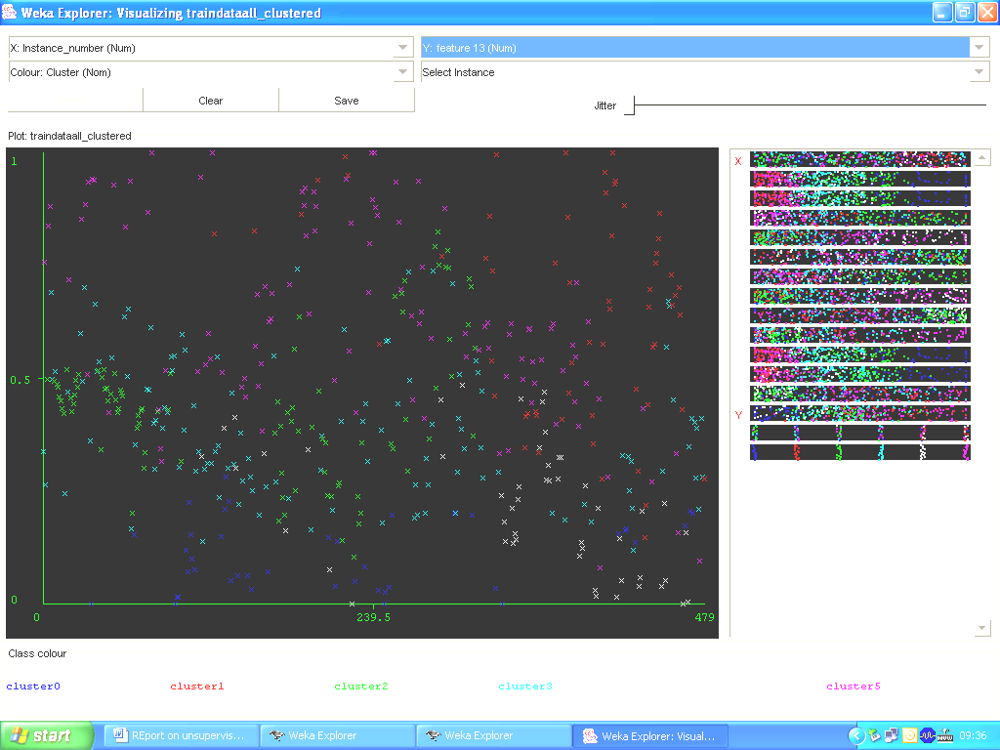 Weka Explorer: Visualizing traindataall_clustered
X: Instance_number (Num)
Y: feature 13 (Num)
Colour: Cluster (Nom)
Select Instance
Clear
Save
Jitter
Plot: traindataall_clustered
1
0.5
0
0
239.5
479
X
Y
Class colour
cluster0
cluster1
cluster2
cluster3
cluster5
start
REport on unsupervis...
Weka Explorer
Weka Explorer
Weka Explorer: Visual...
09:36